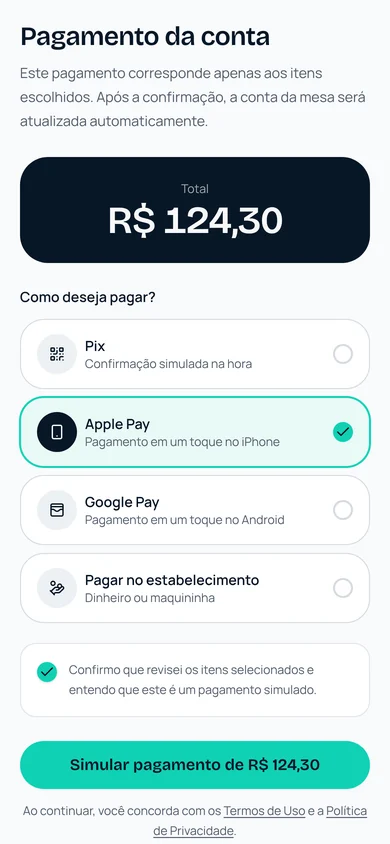 Pagamento da conta
Este pagamento corresponde apenas aos itens
escolhidos. Após a confirmação, a conta da mesa será
atualizada automaticamente.
Total
R$ 124,30
Como deseja pagar?
Pix
Confirmação simulada na hora
Apple Pay
Pagamento em um toque no iPhone
Google Pay
Pagamento em um toque no Android
Pagar no estabelecimento
Dinheiro ou maquininha
Confirmo que revisei os itens selecionados e
entendo que este é um pagamento simulado.
Simular pagamento de R$ 124,30
Ao continuar, você concorda com os Termos de Uso e a Política
de Privacidade.